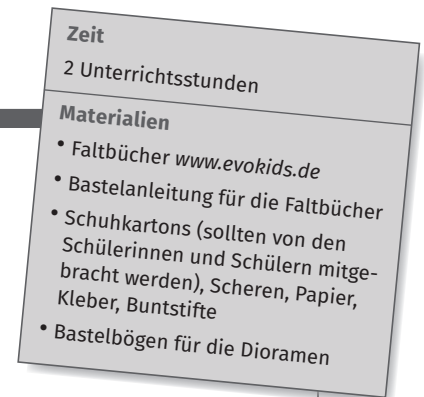 Zeit
2 Unterrichtsstunden
Materialien
• Faltbücher www.evokids.de
• Bastelanleitung für die Faltbücher
• Schuhkartons (sollten von den
Schülerinnen und Schülern mitge-
bracht werden), Scheren, Papier,
Kleber, Buntstifte
• Bastelbögen für die Dioramen